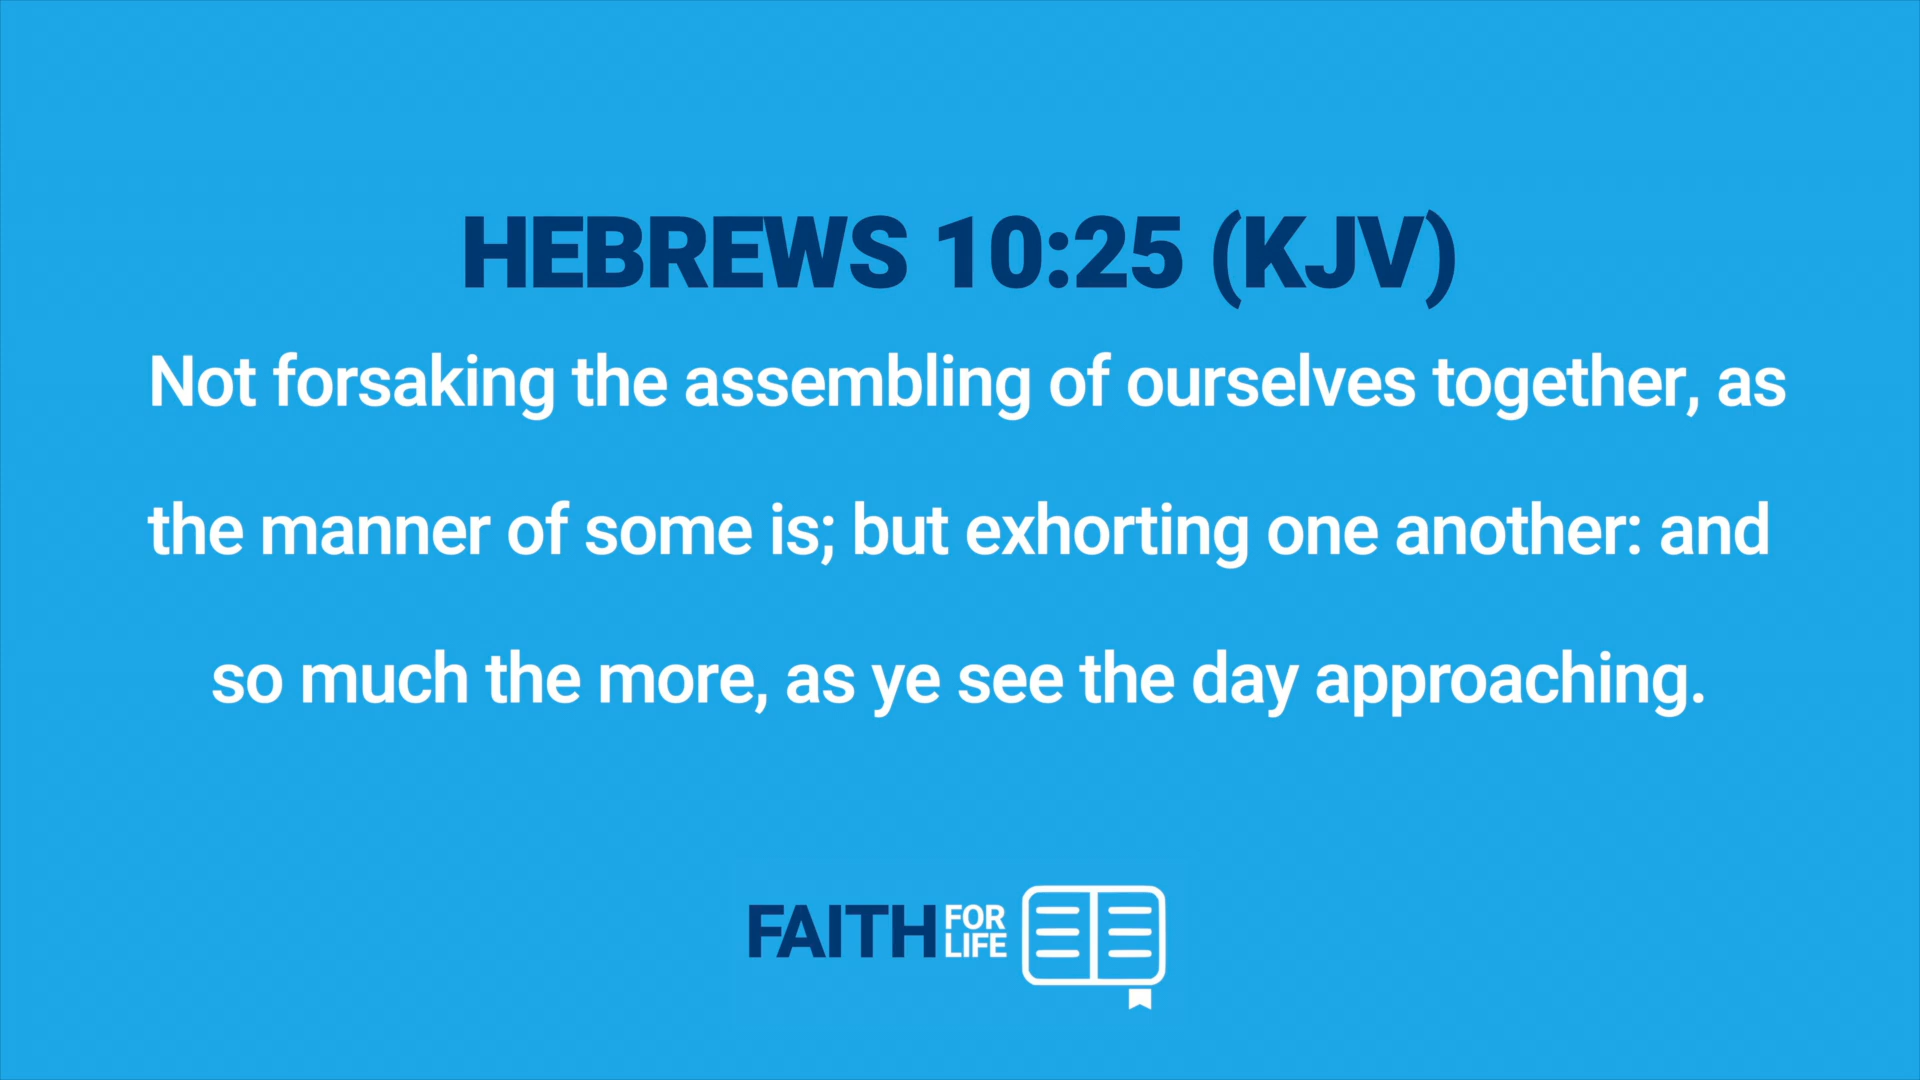 HEBREWS 10:25 (KJV)
Not forsaking the assembling of ourselves together, as
the manner of some is; but exhorting one another: and
so much the more, as ye see the day approaching.
FAITH FOR
LIFE